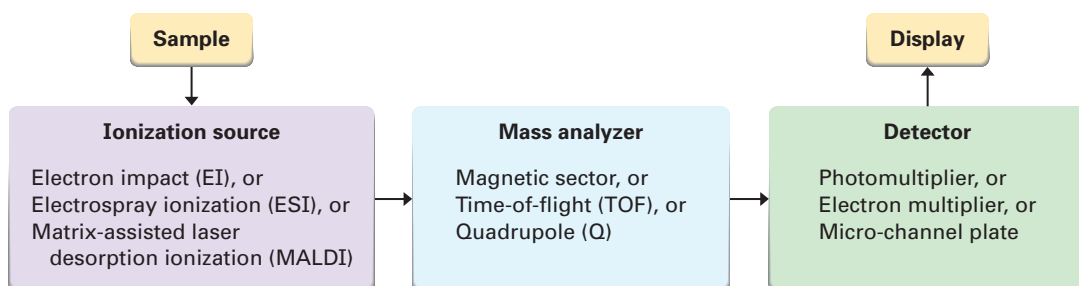 Sample
Display
Ionization source
Electron impact (EI), or
Electrospray ionization (ESI), or
Matrix-assisted laser
desorption ionization (MALDI)
Mass analyzer
Magnetic sector, or
Time-of-flight (TOF), or
Quadrupole (Q)
Detector
Photomultiplier, or
Electron multiplier, or
Micro-channel plate